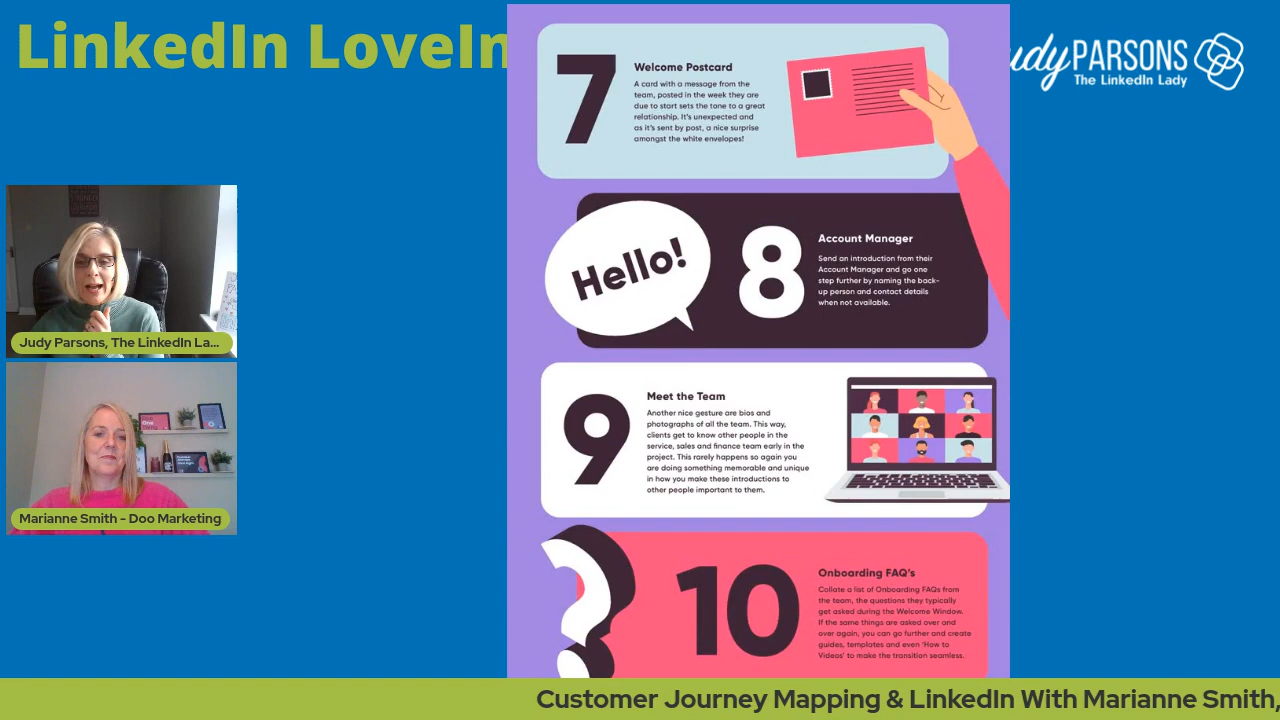 LinkedIn LoveIn
udy PARSONS
The LinkedIn Lady
7
Welcome Postcard
A card with a message from the
team, posted in the week they are
due to start sets the tone to a great
relationship. It's unexpected and
as it's sent by post, a nice surprise
amongst the white envelopes!
Hello!
8
Account Manager
Send an introduction from their
Account Manager and go one
step further by naming the back-
up person and contact details
when not available.
9
Meet the Team
Another nice gesture are bios and
photographs of all the team. This way,
clients get to know other people in the
service, sales and finance team early in the
project. This rarely happens so again you
are doing something memorable and unique
in how you make these introductions to
other people important to them.
10
Onboarding FAQ's
Collate a list of Onboarding FAQs from
the team, the questions they typically
get asked during the Welcome Window.
If the same things are asked over and
over again, you can go further and create
guides, templates and even 'How to
Videos' to make the transition seamless.
Judy Parsons, The LinkedIn La...
Marianne Smith - Doo Marketing
Customer Journey Mapping & LinkedIn With Marianne Smith,